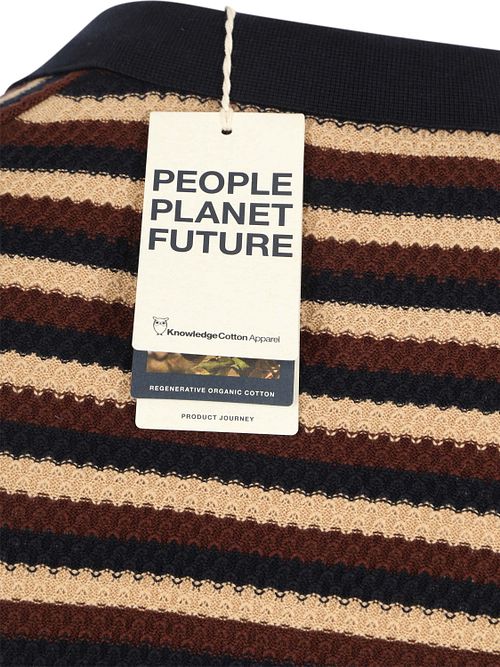 PEOPLE
PLANET
FUTURE
KnowledgeCotton Apparel
REGENERATIVE ORGANIC COTTON
PRODUCT JOURNEY